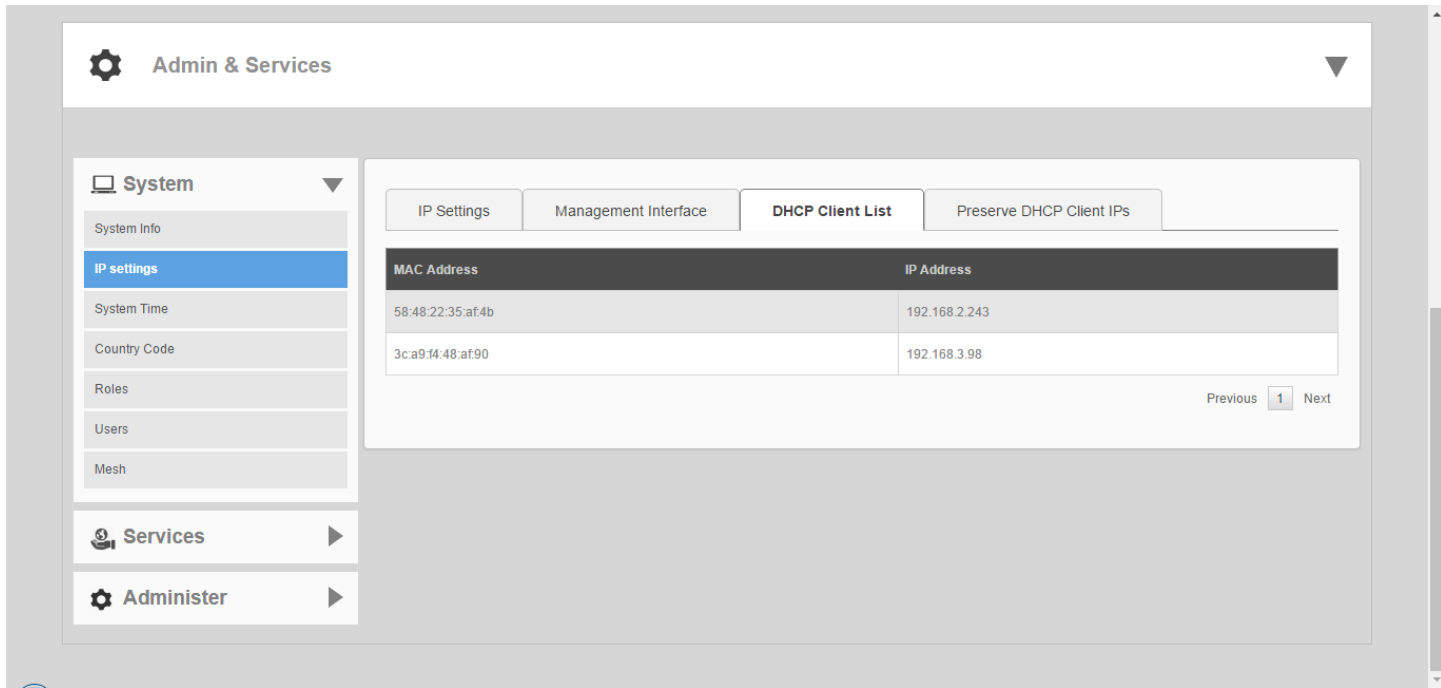 Admin & Services
System
System Info
IP settings
System Time
Country Code
Roles
Users
Mesh
Services
Administer
IP Settings Management Interface DHCP Client List Preserve DHCP Client IPs
MAC Address IP Address
58:48:22:35:af:4b 192.168.2.243
3c:a9:f4:48:af:90 192.168.3.98
Previous 1 Next